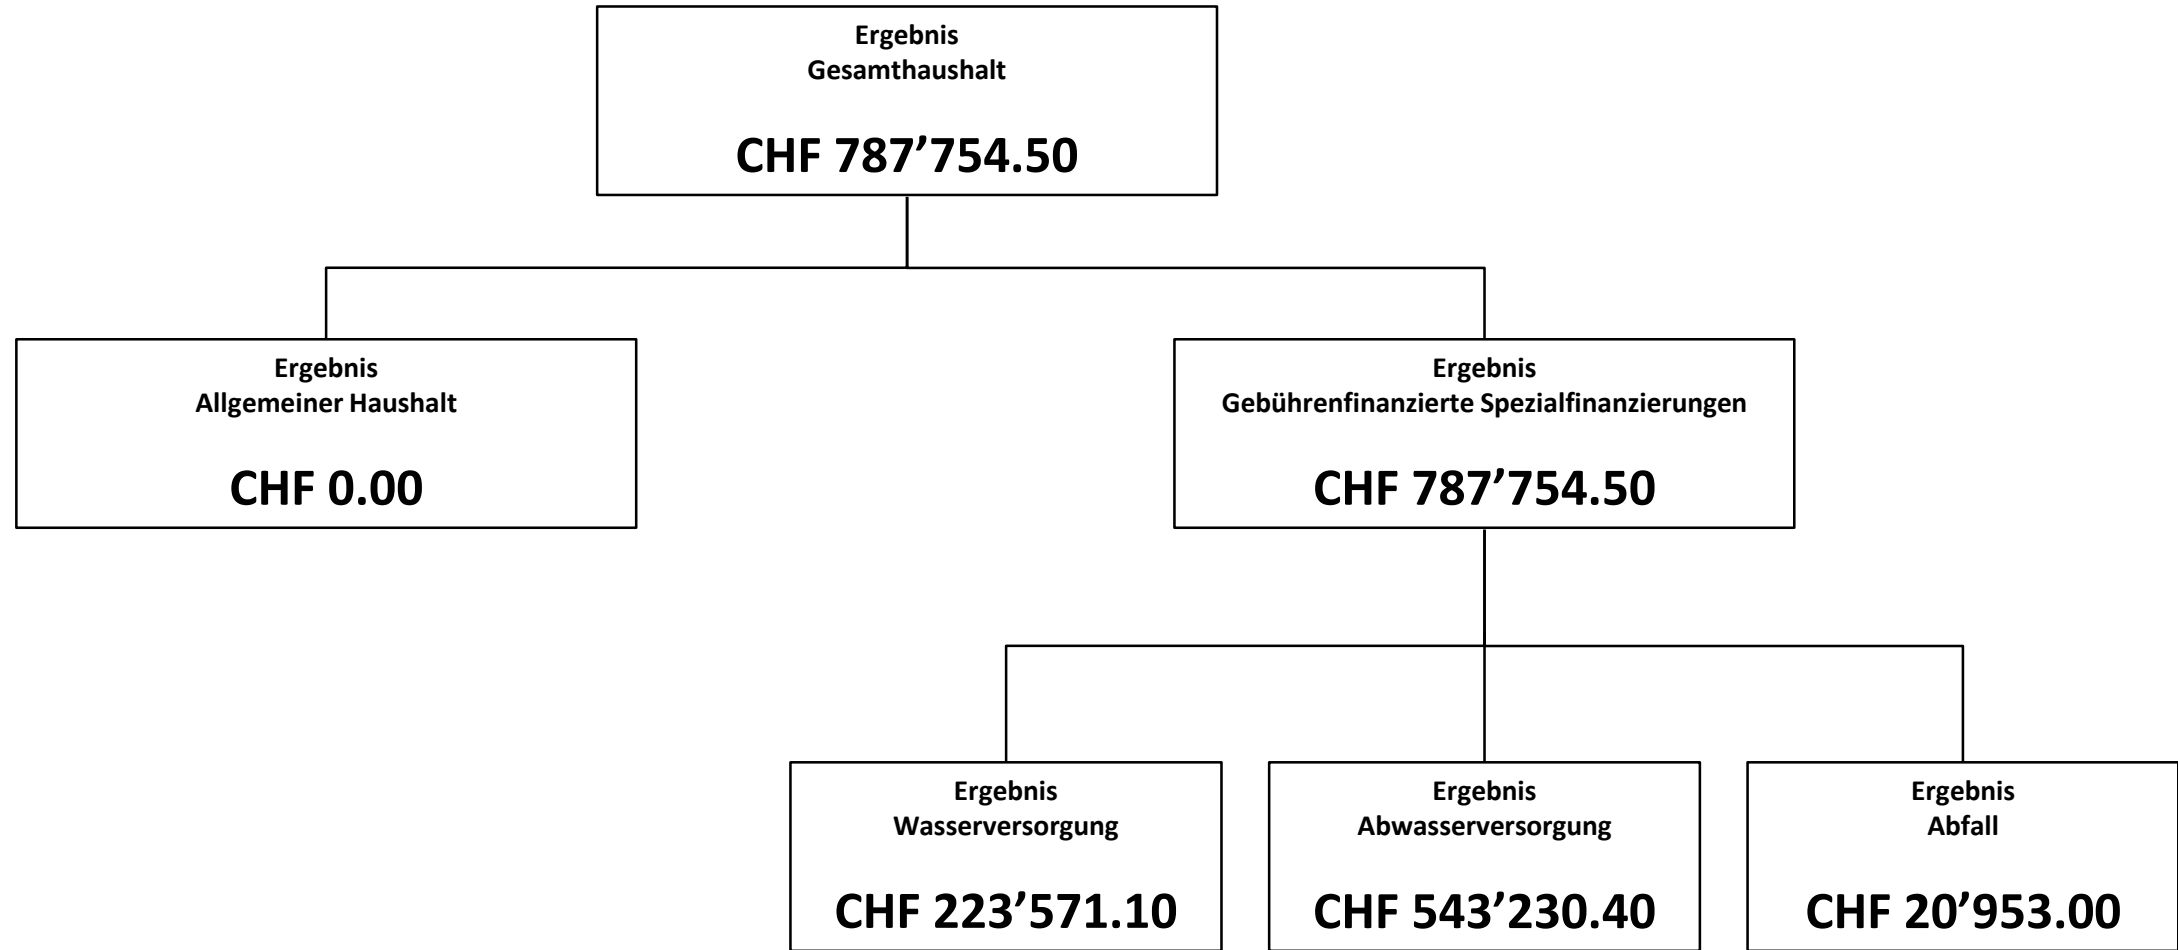 Ergebnis
Gesamthaushalt
CHF 787’754.50
Ergebnis
Allgemeiner Haushalt
CHF 0.00
Ergebnis
Gebührenfinanzierte Spezialfinanzierungen
CHF 787’754.50
Ergebnis
Wasserversorgung
CHF 223’571.10
Ergebnis
Abwasserversorgung
CHF 543’230.40
Ergebnis
Abfall
CHF 20’953.00